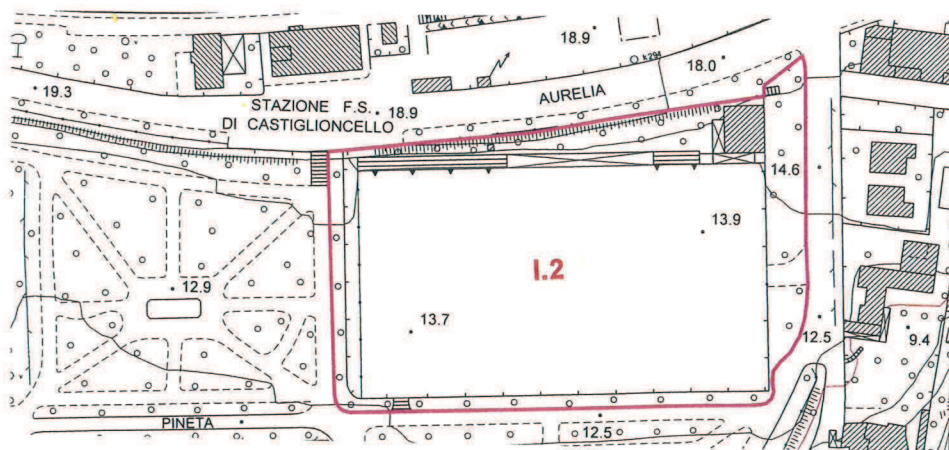 18.9
k294
18.0
19.3
STAZIONE F.S.
DI CASTIGLIONCELLO
18.9
AURELIA
14.6
13.9
I.2
12.9
13.7
12.5
9.4
PINETA
12.5